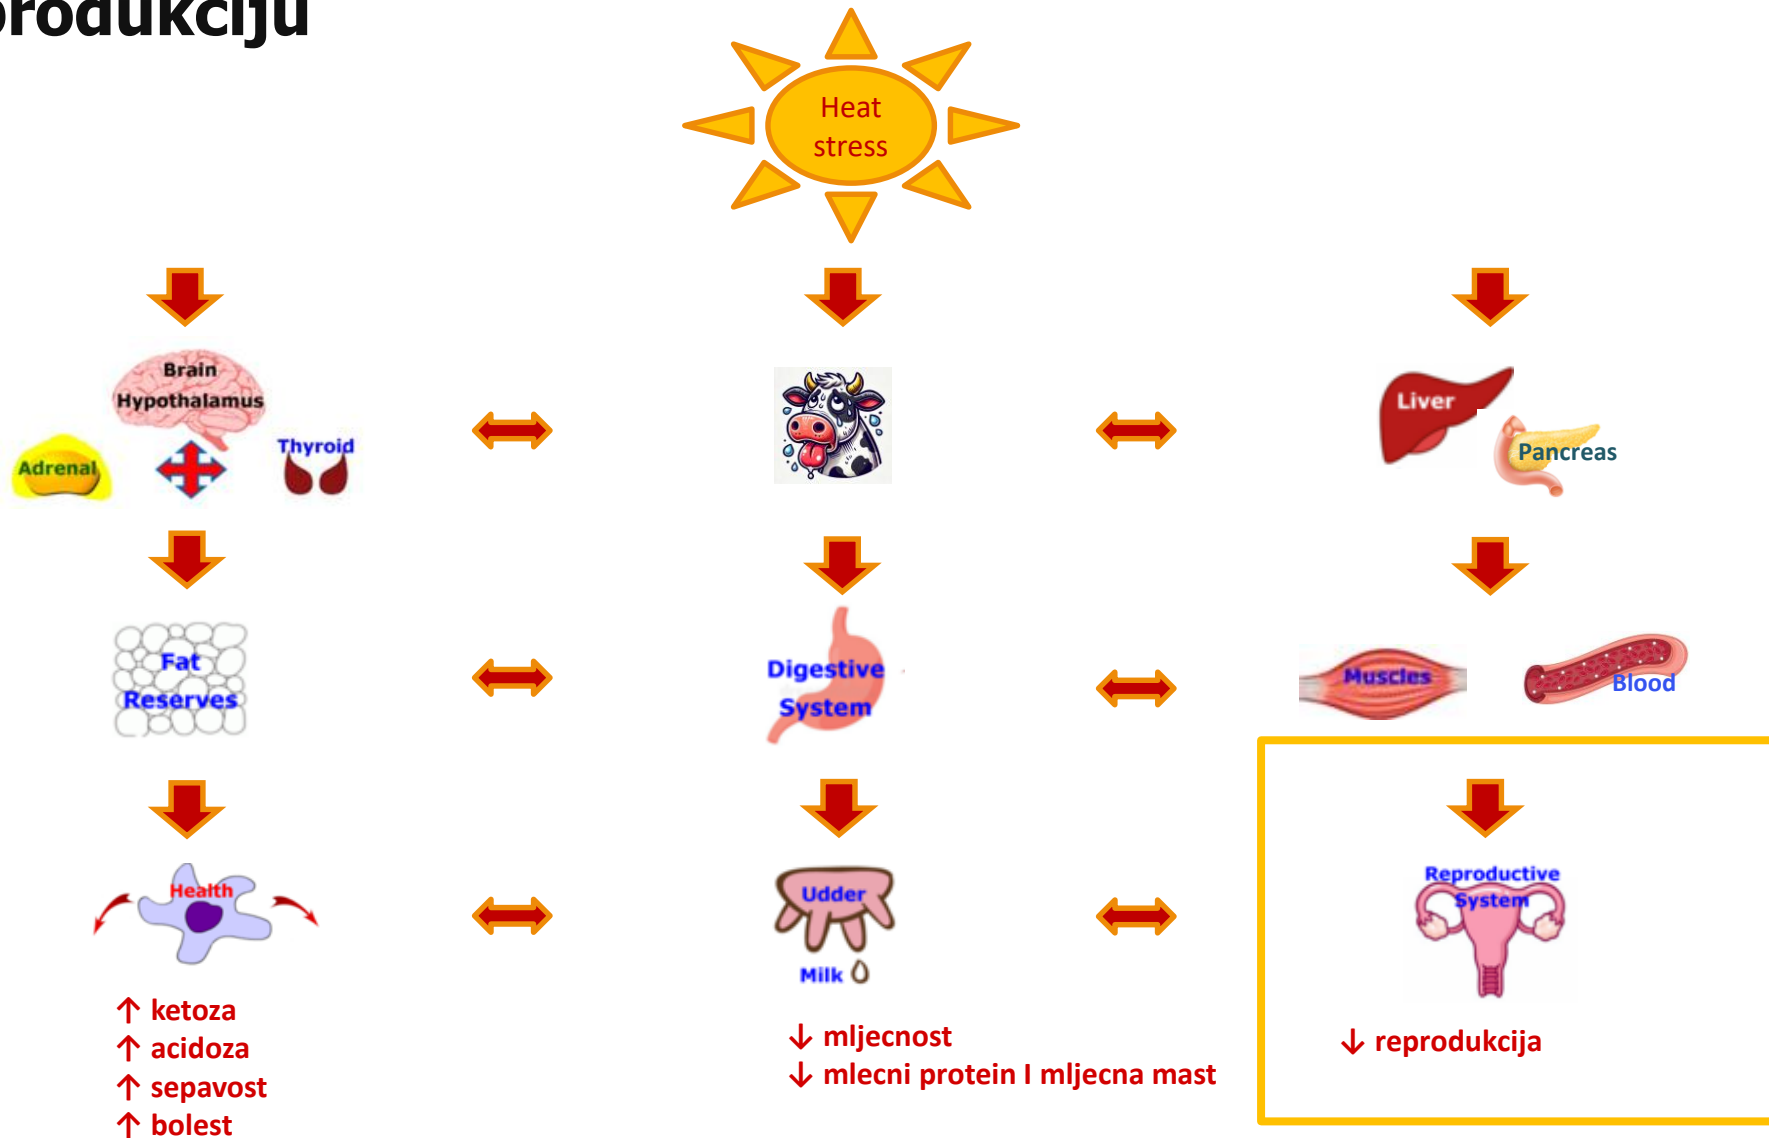 produkciju
Heat
stress
Brain
Hypothalamus
Adrenal
Thyroid
Liver
Pancreas
Fat
Reserves
Digestive
System
Muscles
Blood
Health
Udder
Milk
Reproductive
System
↑ ketoza
↑ acidoza
↑ sepavost
↑ bolest
↓ mljecnost
↓ mlecni protein I mljecna mast
↓ reprodukcija